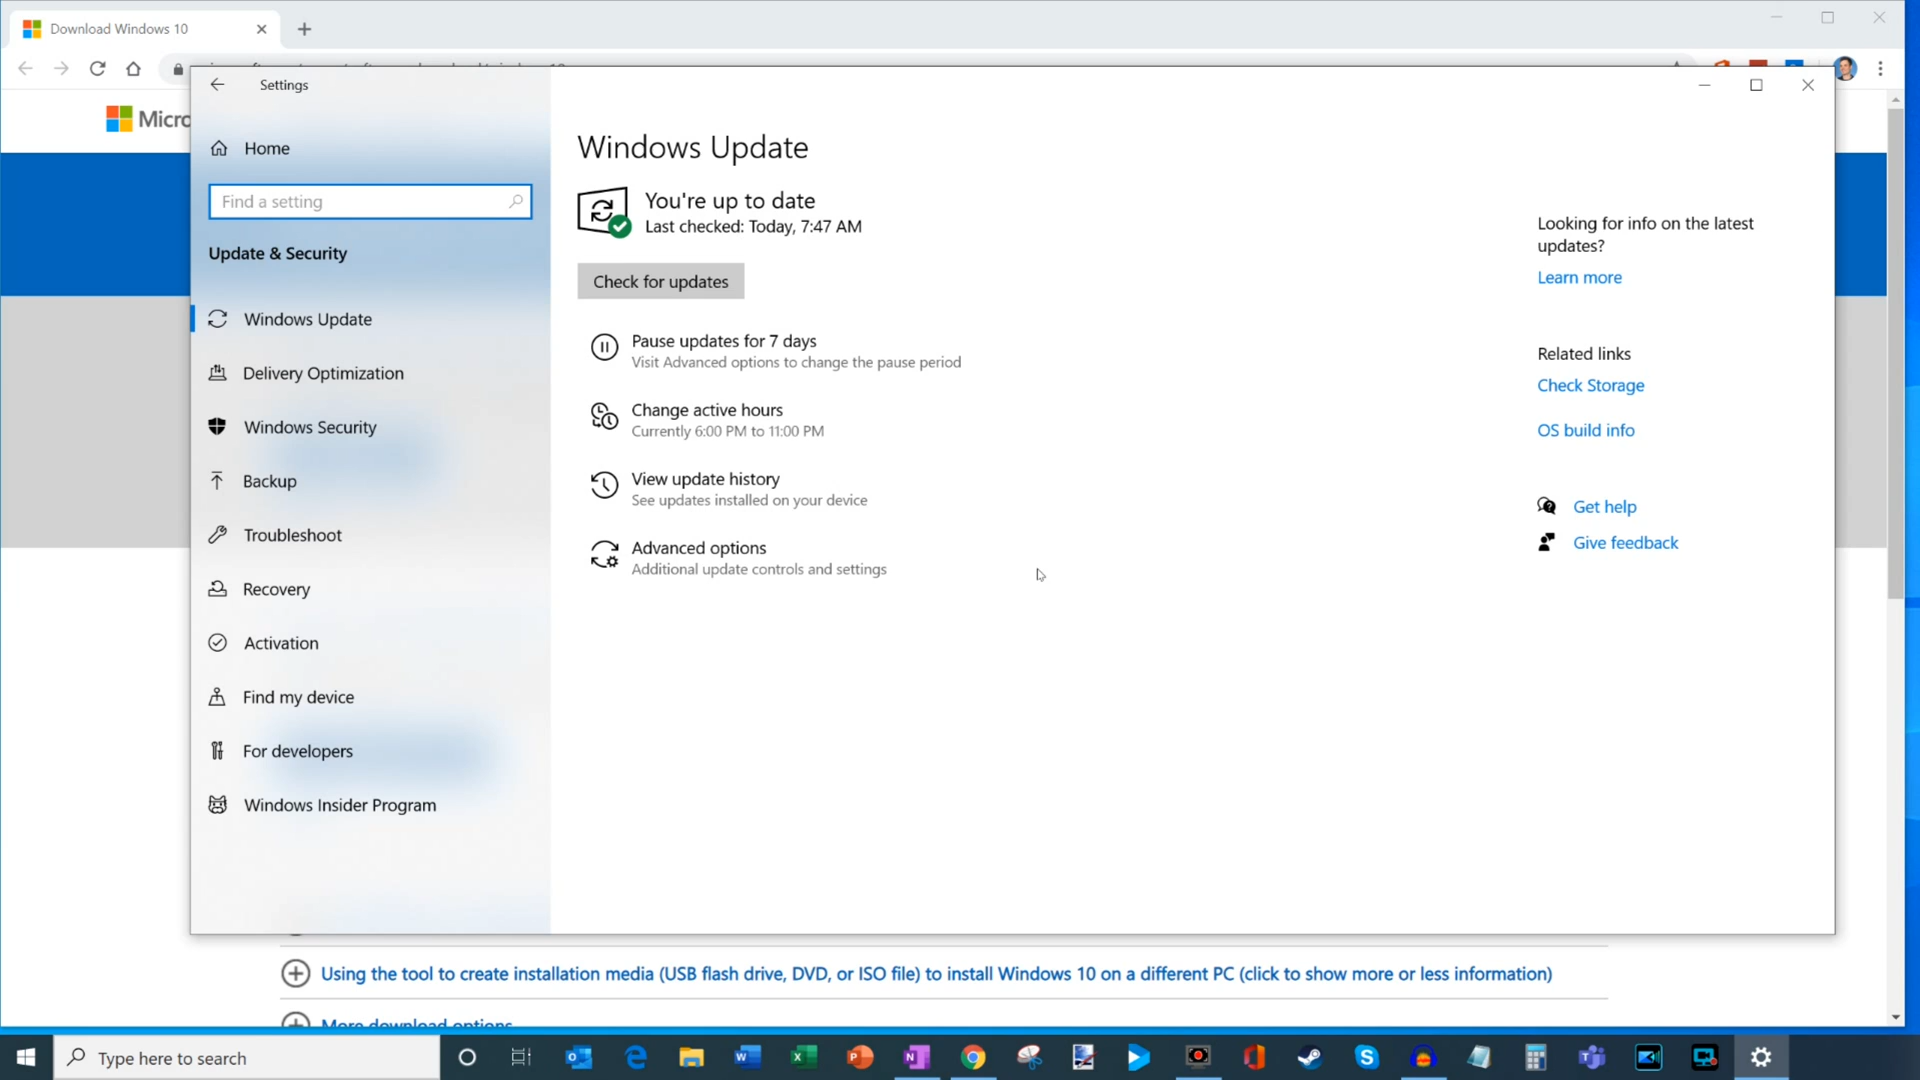 Download Windows 10
Settings
Micro
Home
Find a setting
Update & Security
Windows Update
Delivery Optimization
Windows Security
Backup
Troubleshoot
Recovery
Activation
Find my device
For developers
Windows Insider Program
Windows Update
You're up to date
Last checked: Today, 7:47 AM
Check for updates
Pause updates for 7 days
Visit Advanced options to change the pause period
Change active hours
Currently 6:00 PM to 11:00 PM
View update history
See updates installed on your device
Advanced options
Additional update controls and settings
Looking for info on the latest
updates?
Learn more
Related links
Check Storage
OS build info
Get help
Give feedback
Using the tool to create installation media (USB flash drive, DVD, or ISO file) to install Windows 10 on a different PC (click to show more or less information)
More download options
Type here to search